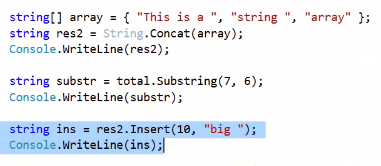 string[] array = { "This is a ", "string ", "array" };
string res2 = String.Concat(array);
Console.WriteLine(res2);
string substr = total.Substring(7, 6);
Console.WriteLine(substr);
string ins = res2.Insert(10, "big ");
Console.WriteLine(ins);